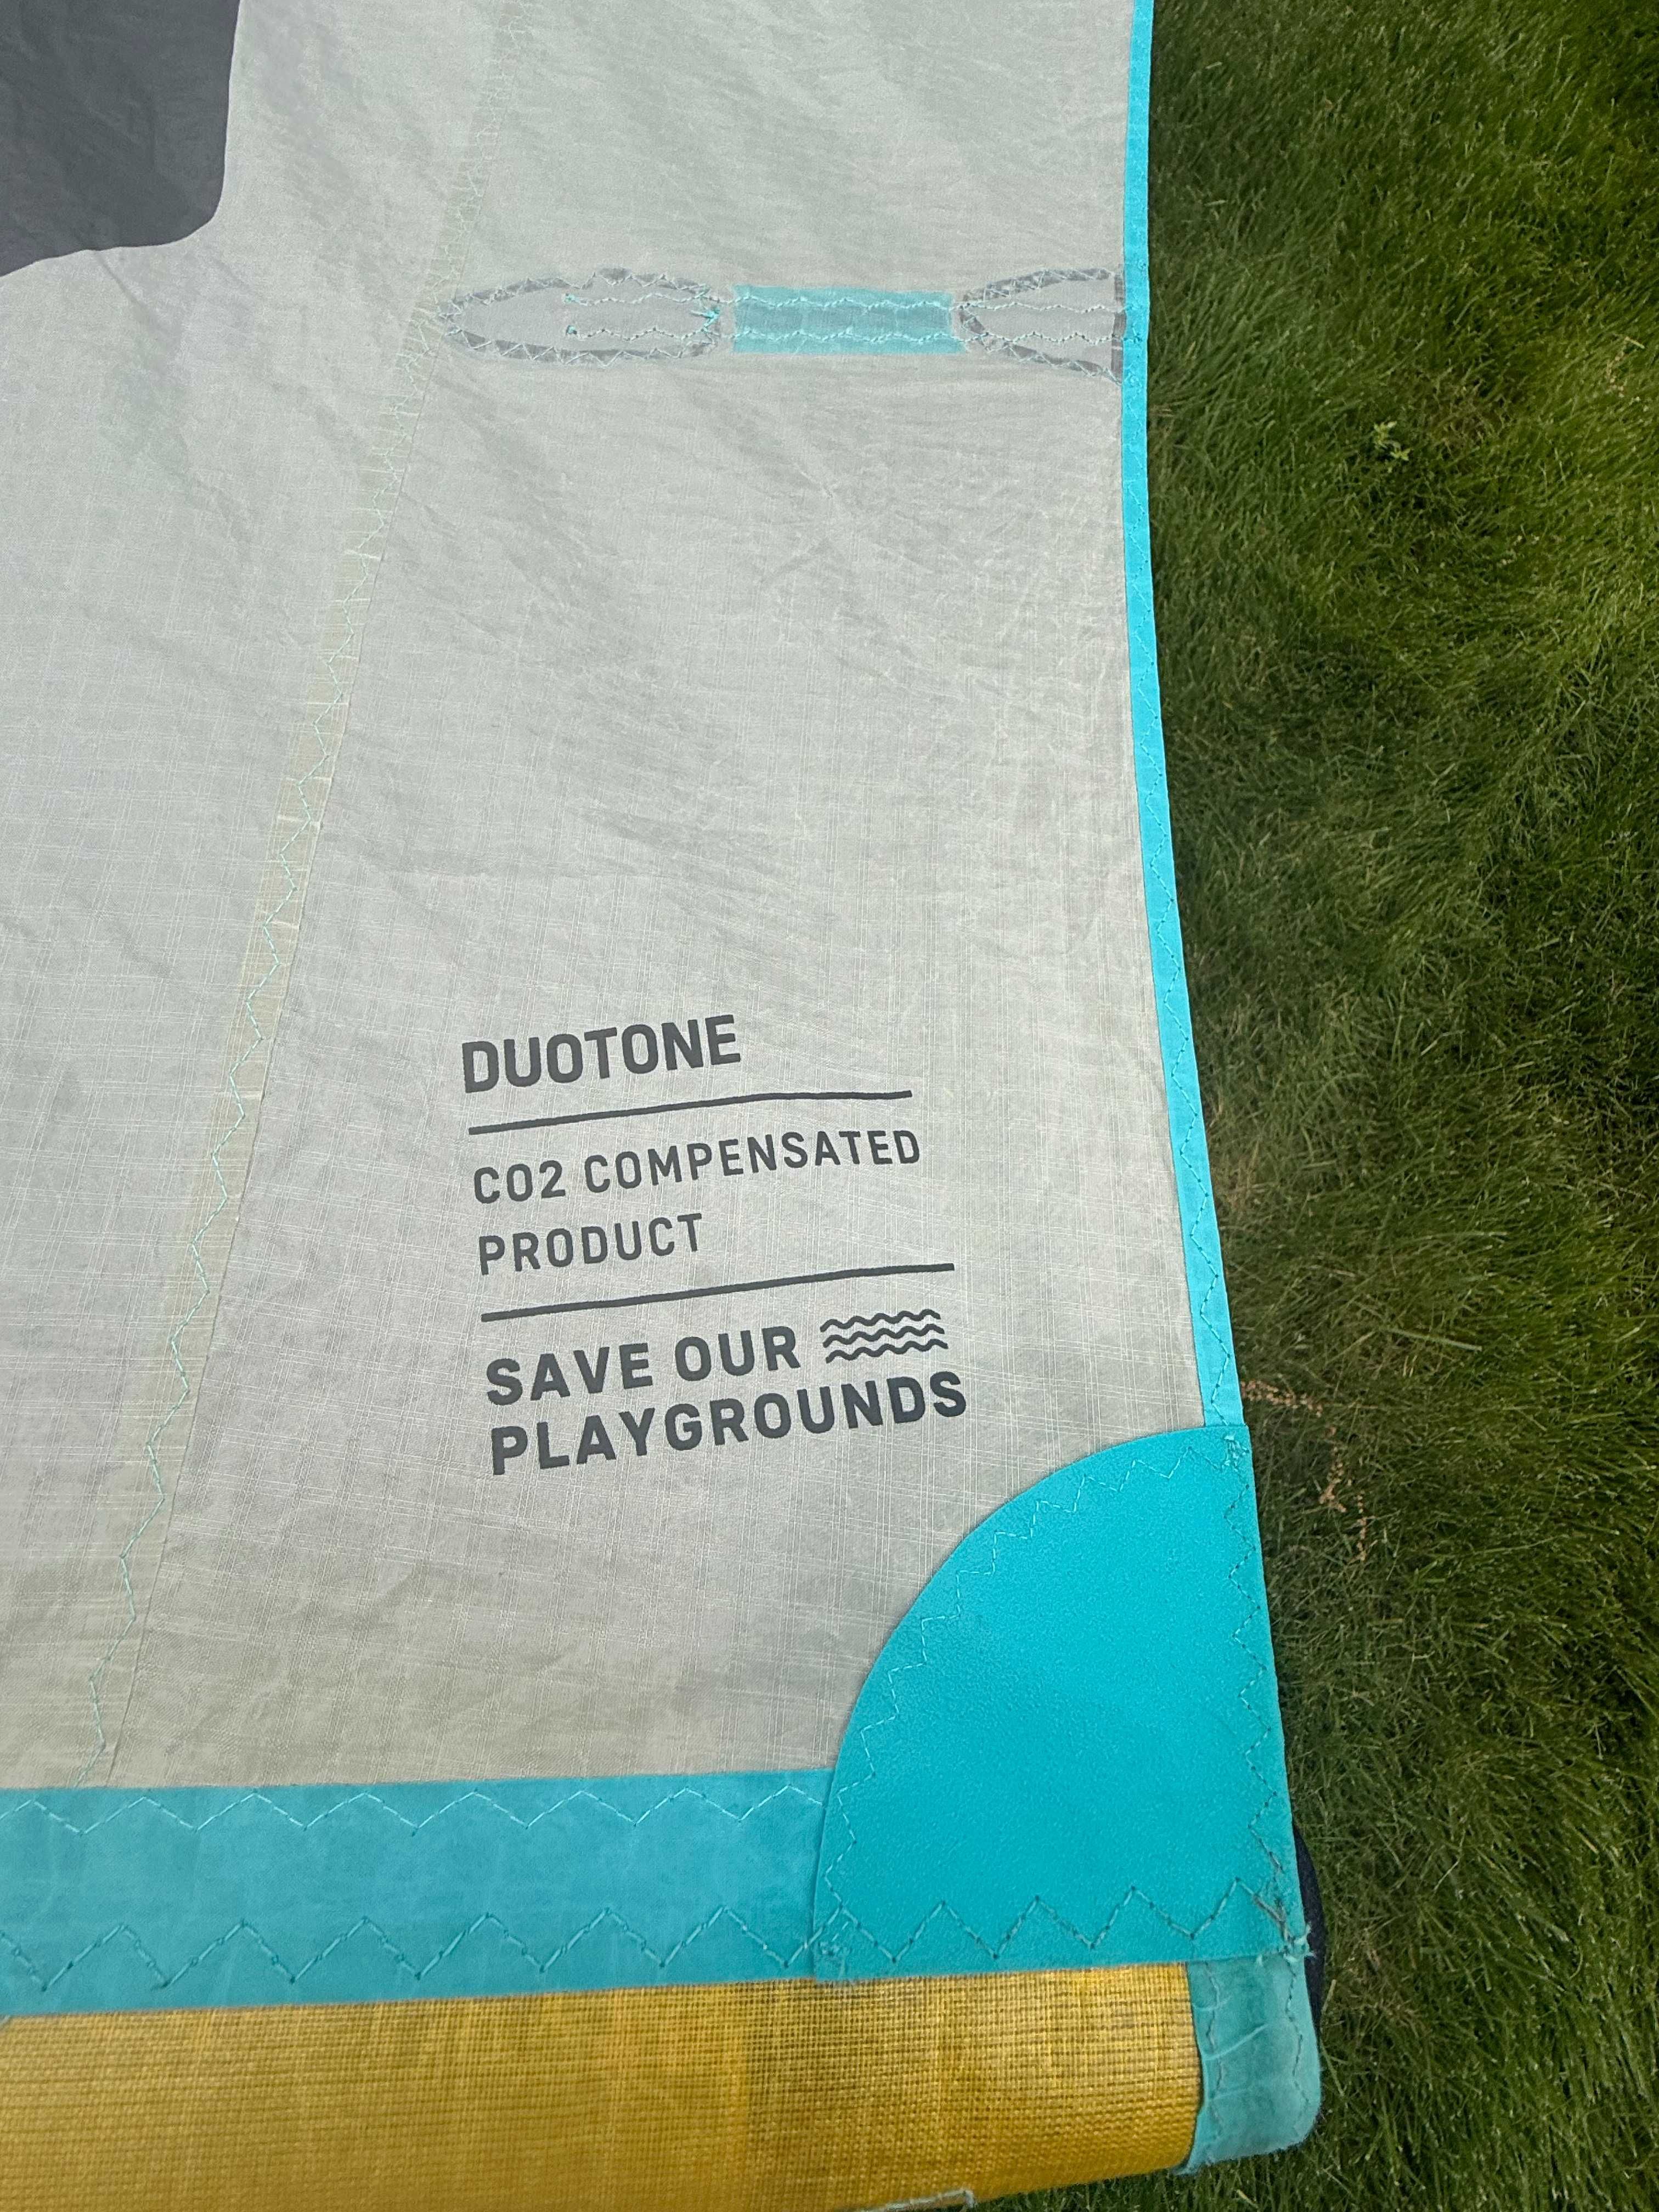 DUOTONE
CO2 COMPENSATED
PRODUCT
SAVE OUR
PLAYGROUNDS